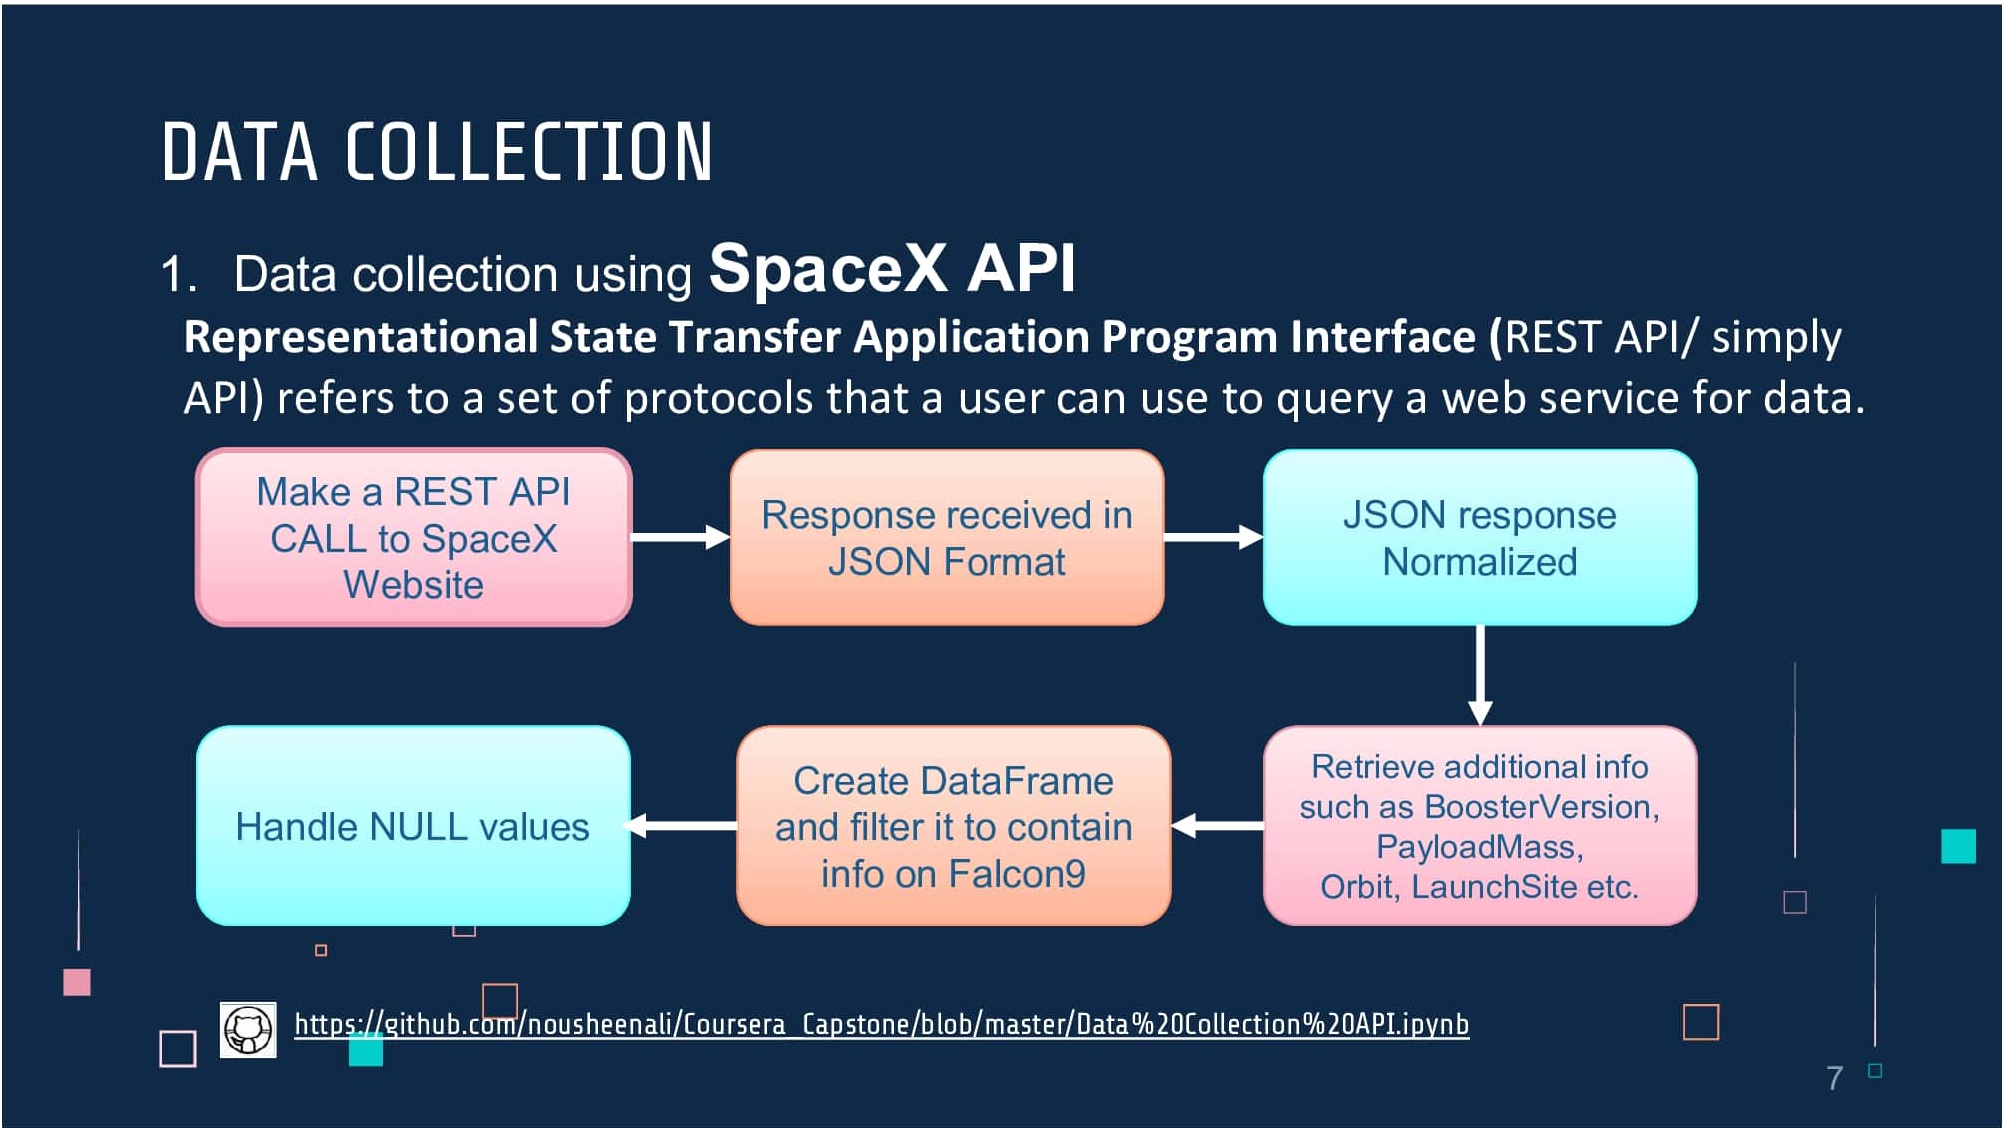 DATA COLLECTION
1. Data collection using SpaceX API
Representational State Transfer Application Program Interface (REST API/ simply
API) refers to a set of protocols that a user can use to query a web service for data.
Make a REST API
CALL to SpaceX
Website
Response received in
JSON Format
JSON response
Normalized
Retrieve additional info
such as BoosterVersion,
PayloadMass,
Orbit, LaunchSite etc.
Create DataFrame
and filter it to contain
info on Falcon9
Handle NULL values
https://github.com/nousheenali/Coursera_Capstone/blob/master/Data%20Collection%20API.ipynb
7